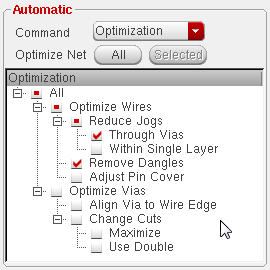 Automatic
Command Optimization
Optimize Net All Selected
Optimization
All
Optimize Wires
Reduce Jogs
Through Vias
Within Single Layer
Remove Dangles
Adjust Pin Cover
Optimize Vias
Align Via to Wire Edge
Change Cuts
Maximize
Use Double